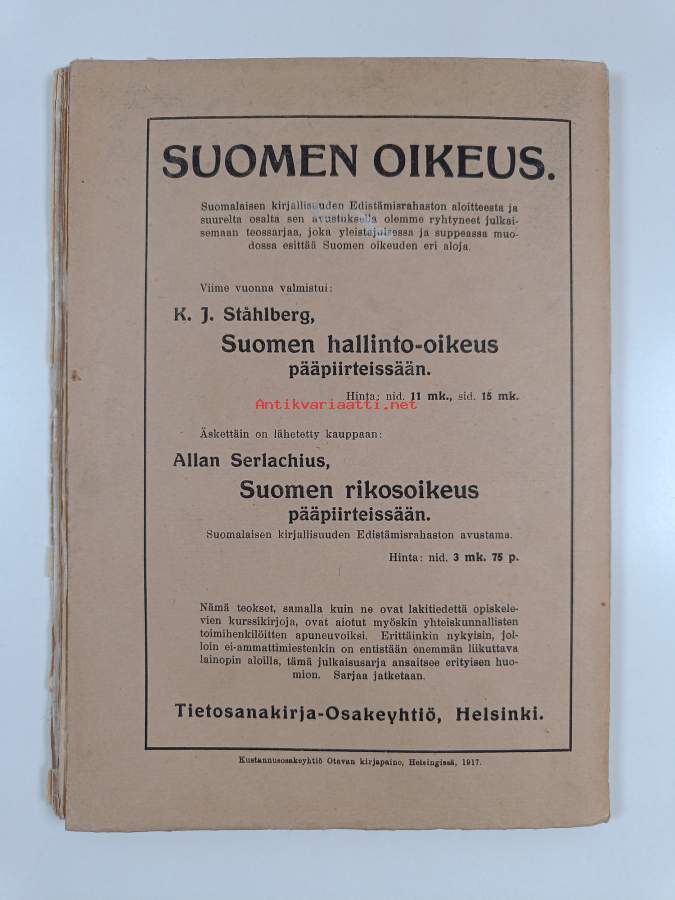 SUOMEN OIKEUS.
Suomalaisen kirjallisuuden Edistämisrahaston aloitteesta ja
suurelta osalta sen avustuksella olemme ryhtyneet julkai-
semaan teossarjaa, joka yleistajuisessa ja suppeassa muo-
dossa esittää Suomen oikeuden eri aloja.
Viime vuonna valmistui:
K. J. Ståhlberg,
Suomen hallinto-oikeus
pääpiirteissään.
Hinta: nid. 11 mk., sid. 15 mk.
Antikvariaatti.net
Äskettäin on lähetetty kauppaan:
Allan Serlachius,
Suomen rikosoikeus
pääpiirteissään.
Suomalaisen kirjallisuuden Edistämisrahaston avustama.
Hinta: nid. 3 mk. 75 p.
Nämä teokset, samalla kuin ne ovat lakitiedettä opiskele-
vien kurssikirjoja, ovat aiotut myöskin yhteiskunnallisten
toimihenkilöitten apuneuvoiksi. Erittäinkin nykyisin, jol-
loin ei-ammattimiestenkin on entistään enemmän liikuttava
lainopin aloilla, tämä julkaisusarja ansaitsee erityisen huo-
mion. Sarjaa jatketaan.
Tietosanakirja-Osakeyhtiö, Helsinki.
Kustannusosakeyhtiö Otavan kirjapaino, Helsingissä, 1917.